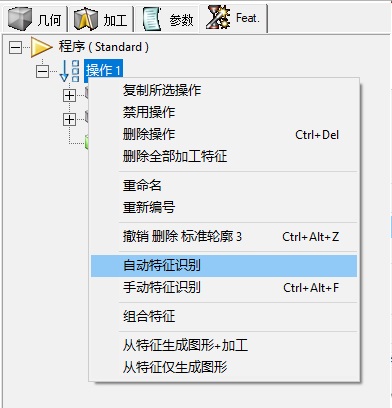 几何 加工 参数 Feat.
程序 ( Standard )
操作 1
复制所选操作
禁用操作
删除操作 Ctrl+Del
删除全部加工特征
重命名
重新编号
撤销 删除 标准轮廓 3 Ctrl+Alt+Z
自动特征识别
手动特征识别 Ctrl+Alt+F
组合特征
从特征生成图形+加工
从特征仅生成图形